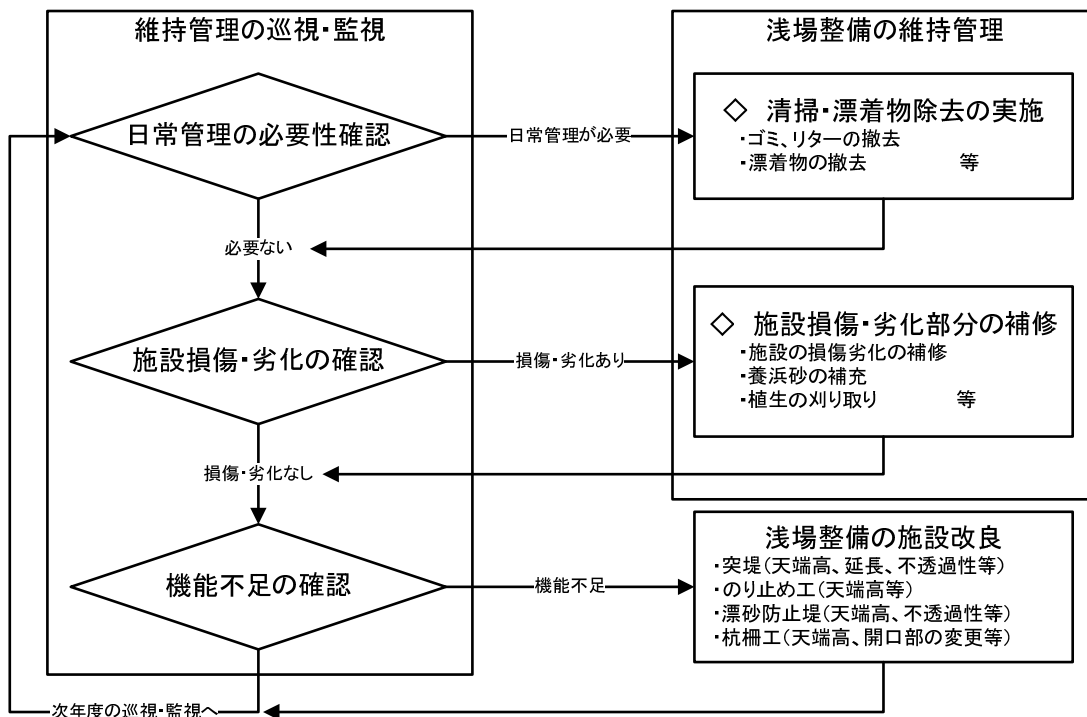 維持管理の巡視・監視
浅場整備の維持管理
日常管理の必要性確認
日常管理が必要
◇ 清掃・漂着物除去の実施
・ゴミ、リターの撤去
・漂着物の撤去 等
必要ない
施設損傷・劣化の確認
損傷・劣化あり
◇ 施設損傷・劣化部分の補修
・施設の損傷劣化の補修
・養浜砂の補充
・植生の刈り取り 等
損傷・劣化なし
機能不足の確認
機能不足
浅場整備の施設改良
・突堤(天端高、延長、不透過性等)
・のり止め工(天端高等)
・漂砂防止堤(天端高、不透過性等)
・杭柵工(天端高、開口部の変更等)
次年度の巡視・監視へ